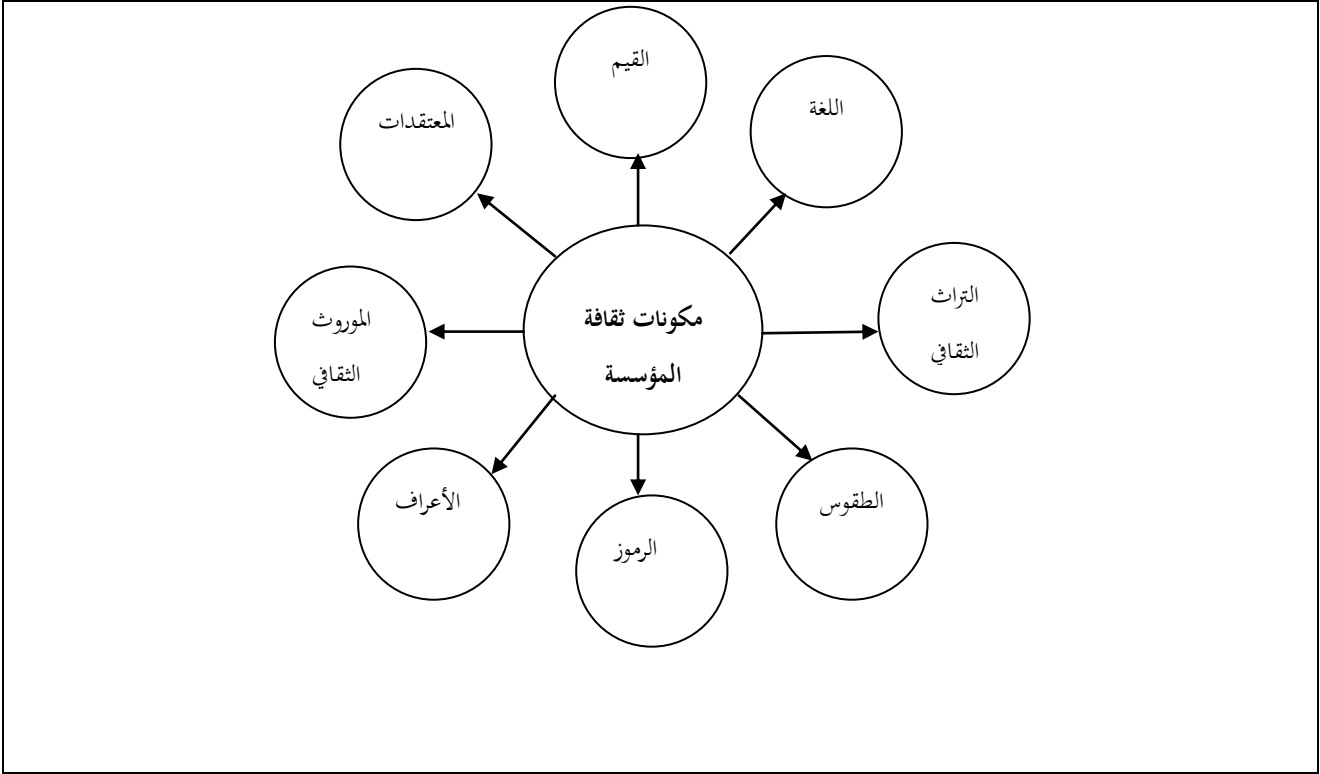 القيم
اللغة
المعتقدات
التراث
الثقافي
الموروث
الثقافي
مكونات ثقافة
المؤسسة
الطقوس
الأعراف
الرموز